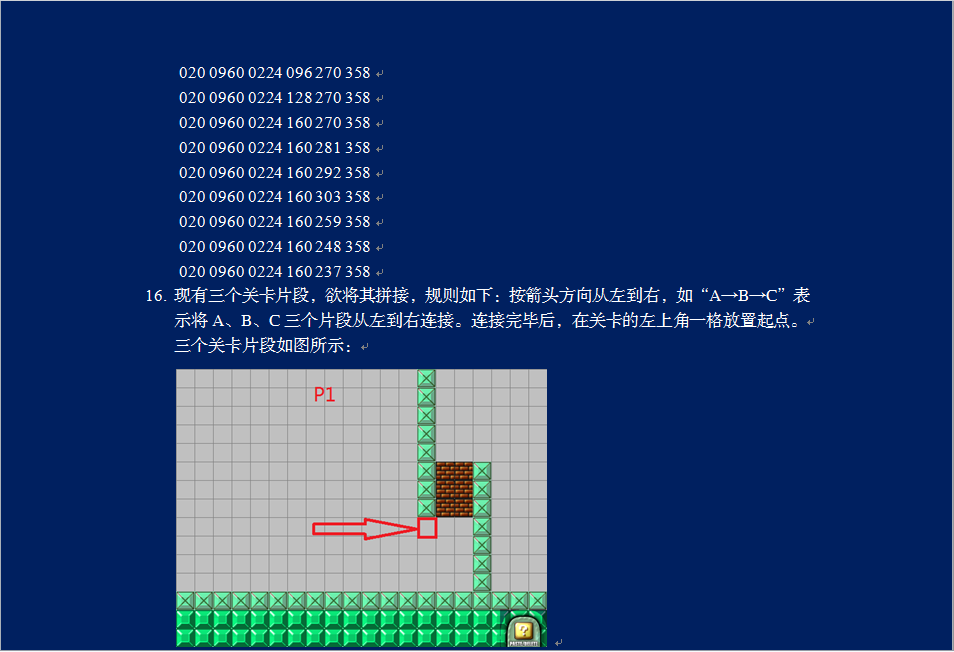 020 0960 0224 096 270 358
020 0960 0224 128 270 358
020 0960 0224 160 270 358
020 0960 0224 160 281 358
020 0960 0224 160 292 358
020 0960 0224 160 303 358
020 0960 0224 160 259 358
020 0960 0224 160 248 358
020 0960 0224 160 237 358
16. 现有三个关卡片段，欲将其拼接，规则如下：按箭头方向从左到右，如“A→B→C”表
示将 A、B、C 三个片段从左到右连接。连接完毕后，在关卡的左上角一格放置起点。
三个关卡片段如图所示：
P1
?